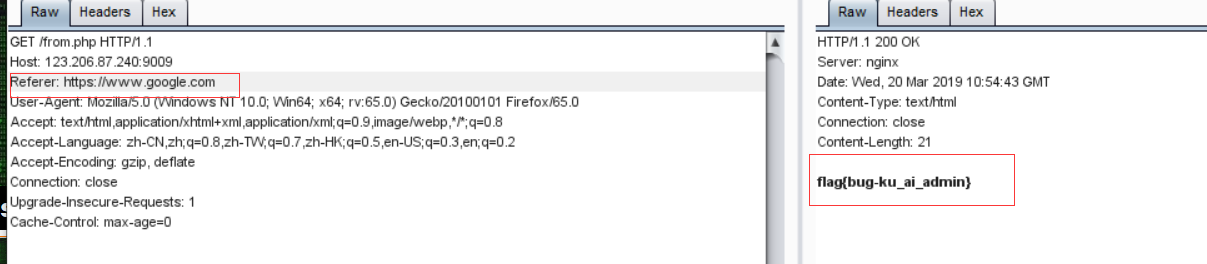 Raw Headers Hex
GET /from.php HTTP/1.1
Host: 123.206.87.240:9009
Referer: https://www.google.com
User-Agent: Mozilla/5.0 (Windows NT 10.0; Win64; x64; rv:65.0) Gecko/20100101 Firefox/65.0
Accept: text/html,application/xhtml+xml,application/xml;q=0.9,image/webp,*/*;q=0.8
Accept-Language: zh-CN,zh;q=0.8,zh-TW;q=0.7,zh-HK;q=0.5,en-US;q=0.3,en;q=0.2
Accept-Encoding: gzip, deflate
Connection: close
Upgrade-Insecure-Requests: 1
Cache-Control: max-age=0
Raw Headers Hex
HTTP/1.1 200 OK
Server: nginx
Date: Wed, 20 Mar 2019 10:54:43 GMT
Content-Type: text/html
Connection: close
Content-Length: 21
flag{bug-ku_ai_admin}